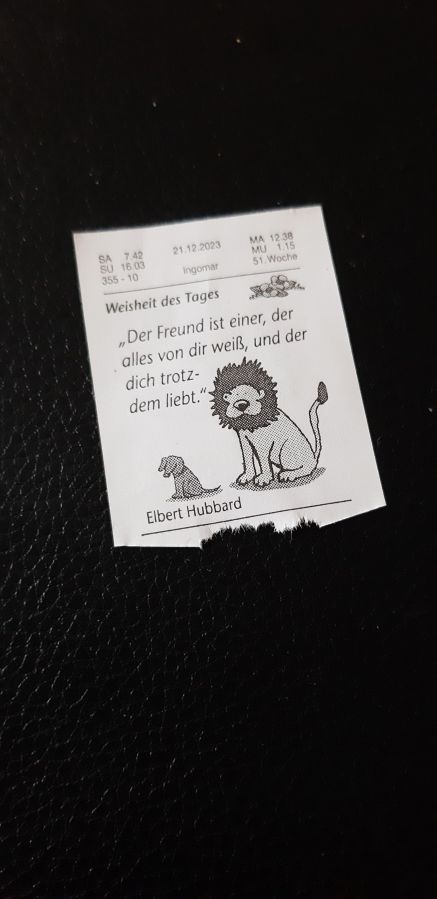 SA 7.42 21.12.2023 MA 12.38
SU 16.03 Ingomar MU 1.15
355 - 10 51. Woche
Weisheit des Tages
„Der Freund ist einer, der
alles von dir weiß, und der
dich trotz-
dem liebt.“
Elbert Hubbard